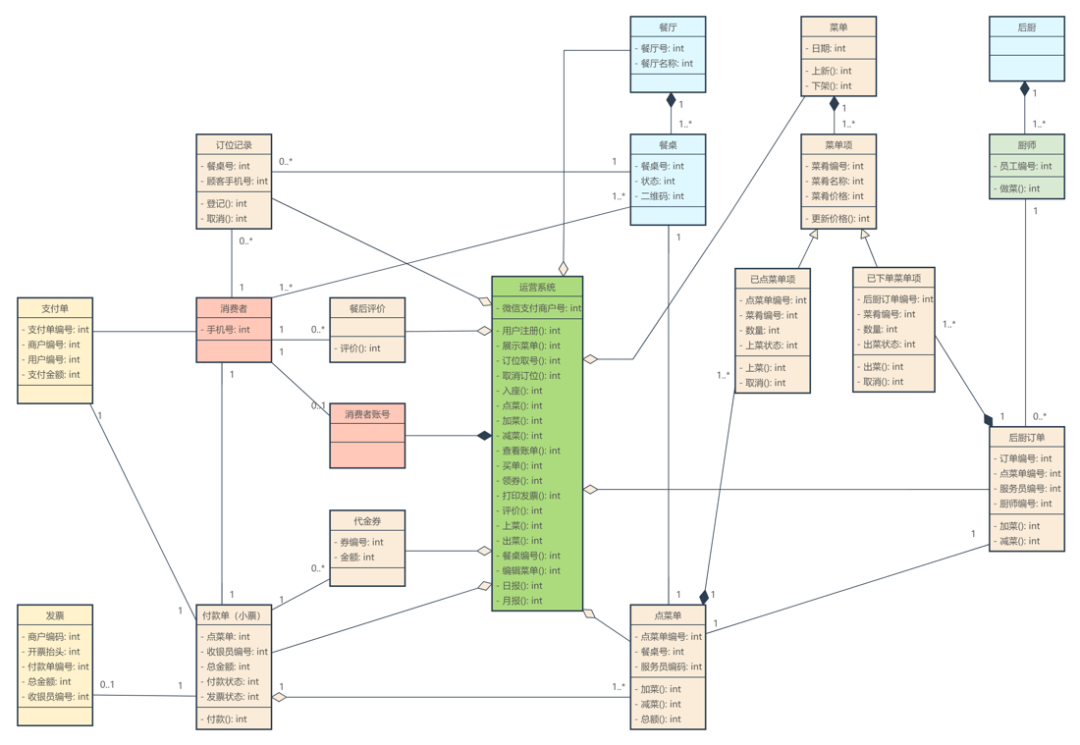 餐厅
- 餐厅号: int
- 餐厅名称: int
1
1..*
菜单
- 日期: int
- 上新(): int
- 下架(): int
1
1..*
后厨
1
1..*
订位记录
- 餐桌号: int
- 顾客手机号: int
- 登记(): int
- 取消(): int
0..*
1
0..*
1
餐桌
- 餐桌号: int
- 状态: int
- 二维码: int
1..*
1..*
1
菜单项
- 菜肴编号: int
- 菜肴名称: int
- 菜肴价格: int
- 更新价格(): int
厨师
- 员工编号: int
- 做菜(): int
1
0..*
支付单
- 支付单编号: int
- 商户编号: int
- 用户编号: int
- 支付金额: int
1
1
消费者
- 手机号: int
1
0..*
1
0..1
1
1
餐后评价
- 评价(): int
消费者账号
代金券
- 券编号: int
- 金额: int
0..*
1
运营系统
- 微信支付商户号: int
- 用户注册(): int
- 展示菜单(): int
- 订位取号(): int
- 取消订位(): int
- 入座(): int
- 点菜(): int
- 加菜(): int
- 减菜(): int
- 查看账单(): int
- 买单(): int
- 领券(): int
- 打印发票(): int
- 评价(): int
- 上菜(): int
- 出菜(): int
- 餐桌编号(): int
- 编辑菜单(): int
- 日报(): int
- 月报(): int
已点菜单项
- 点菜单编号: int
- 菜肴编号: int
- 数量: int
- 上菜状态: int
- 上菜(): int
- 取消(): int
1..*
1
已下单菜单项
- 后厨订单编号: int
- 菜肴编号: int
- 数量: int
- 出菜状态: int
- 出菜(): int
- 取消(): int
1..*
1
后厨订单
- 订单编号: int
- 点菜单编号: int
- 服务员编号: int
- 厨师编号: int
- 加菜(): int
- 减菜(): int
1
1
发票
- 商户编码: int
- 开票抬头: int
- 付款单编号: int
- 总金额: int
- 收银员编号: int
0..1
1
付款单（小票）
- 点菜单: int
- 收银员编号: int
- 总金额: int
- 付款状态: int
- 发票状态: int
- 付款(): int
1
1..*
1
点菜单
- 点菜单编号: int
- 餐桌号: int
- 服务员编码: int
- 加菜(): int
- 减菜(): int
- 总额(): int